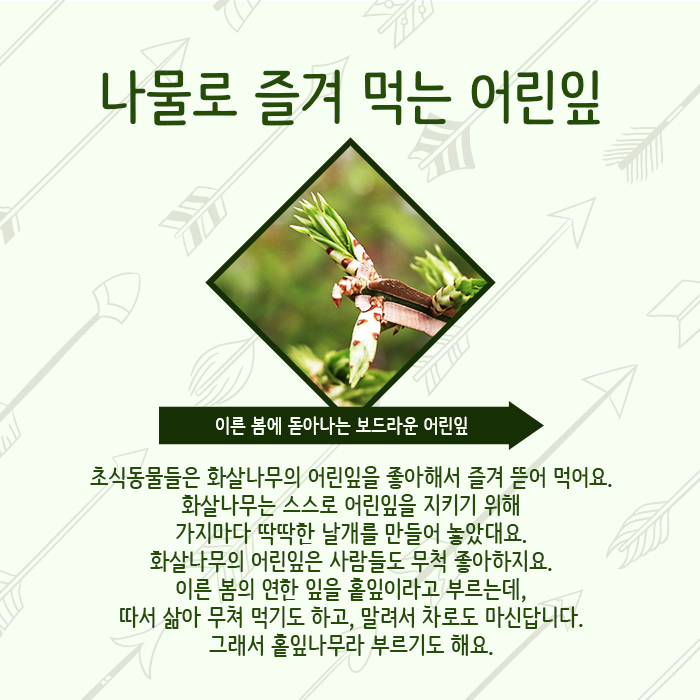 나물로 즐겨 먹는 어린잎
이른 봄에 돋아나는 보드라운 어린잎
초식동물들은 화살나무의 어린잎을 좋아해서 즐겨 뜯어 먹어요.
화살나무는 스스로 어린잎을 지키기 위해
가지마다 딱딱한 날개를 만들어 놓았대요.
화살나무의 어린잎은 사람들도 무척 좋아하지요.
이른 봄의 연한 잎을 홑잎이라고 부르는데,
따서 삶아 무쳐 먹기도 하고, 말려서 차로도 마신답니다.
그래서 홑잎나무라 부르기도 해요.